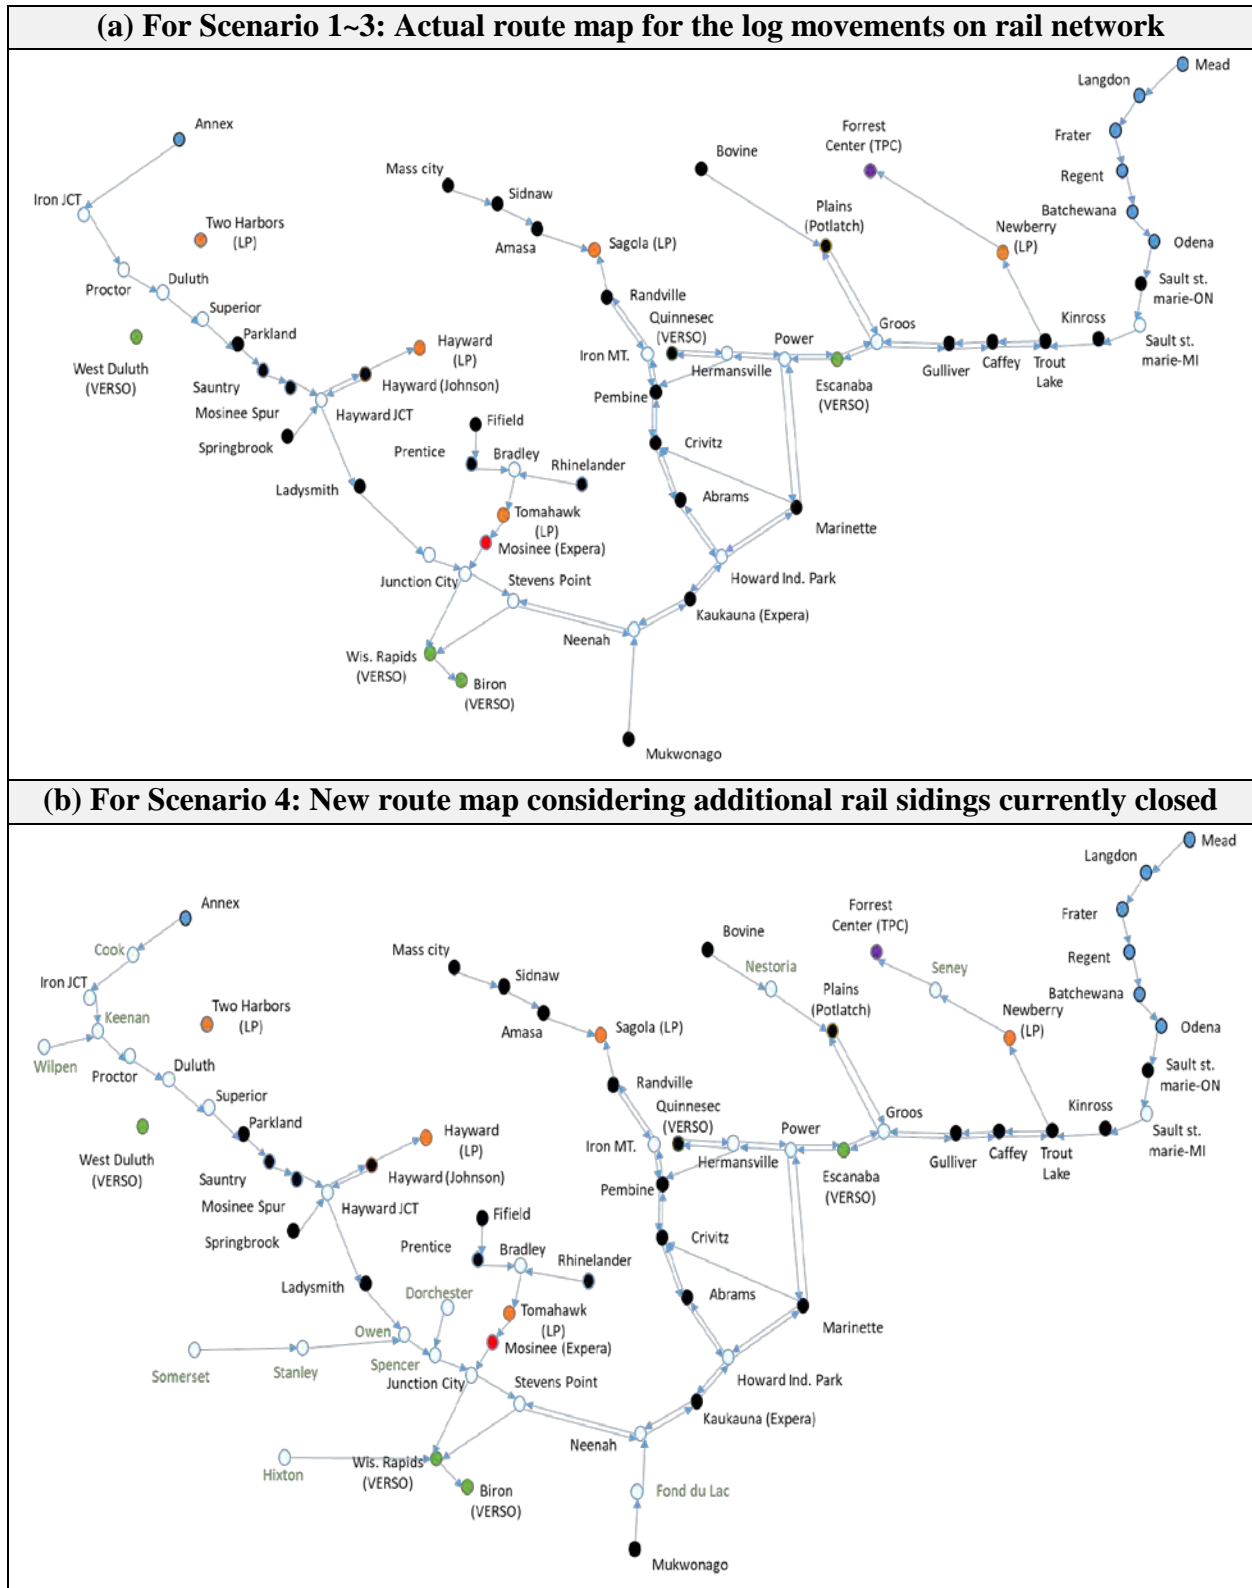 (a) For Scenario 1~3: Actual route map for the log movements on rail network
Mead
Langdon
Annex
Forrest
Center (TPC)
Frater
Bovine
Mass city
Regent
Sidnaw
Iron JCT
Plains
(Potlatch)
Batchewana
Two Harbors
(LP)
Newberry
(LP)
Amasa
Sagola (LP)
Odena
Proctor
Duluth
Sault st.
marie-ON
Randville
Superior
Quinnesec
(VERSO)
Groos
Kinross
Parkland
Power
Hayward
(LP)
Iron MT.
Sault st.
marie-MI
West Duluth
(VERSO)
Hermansville
Gulliver
Caffey
Trout
Lake
Sauntry
Hayward (Johnson)
Escanaba
(VERSO)
Pembine
Mosinee Spur
Hayward JCT
Fifield
Springbrook
Crivitz
Prentice
Bradley
Rhinelander
Ladysmith
Abrams
Tomahawk
(LP)
Marinette
Mosinee (Expera)
Junction City
Stevens Point
Howard Ind. Park
Kaukauna (Expera)
Neenah
Wis. Rapids
(VERSO)
Biron
(VERSO)
Mukwonago
(b) For Scenario 4: New route map considering additional rail sidings currently closed
Mead
Langdon
Annex
Forrest
Center (TPC)
Frater
Bovine
Cook
Mass city
Regent
Nestoria
Seney
Sidnaw
Iron JCT
Plains
(Potlatch)
Batchewana
Two Harbors
(LP)
Newberry
(LP)
Amasa
Keenan
Sagola (LP)
Odena
Wilpen
Proctor
Duluth
Sault st.
marie-ON
Randville
Superior
Quinnesec
(VERSO)
Groos
Kinross
Parkland
Power
Hayward
(LP)
Iron MT.
Sault st.
marie-MI
West Duluth
(VERSO)
Hermansville
Gulliver
Caffey
Trout
Lake
Sauntry
Hayward (Johnson)
Escanaba
(VERSO)
Pembine
Mosinee Spur
Hayward JCT
Fifield
Springbrook
Crivitz
Prentice
Bradley
Rhinelander
Ladysmith
Dorchester
Abrams
Tomahawk
(LP)
Marinette
Owen
Mosinee (Expera)
Somerset
Stanley
Spencer
Junction City
Stevens Point
Howard Ind. Park
Kaukauna (Expera)
Neenah
Hixton
Wis. Rapids
(VERSO)
Biron
(VERSO)
Fond du Lac
Mukwonago